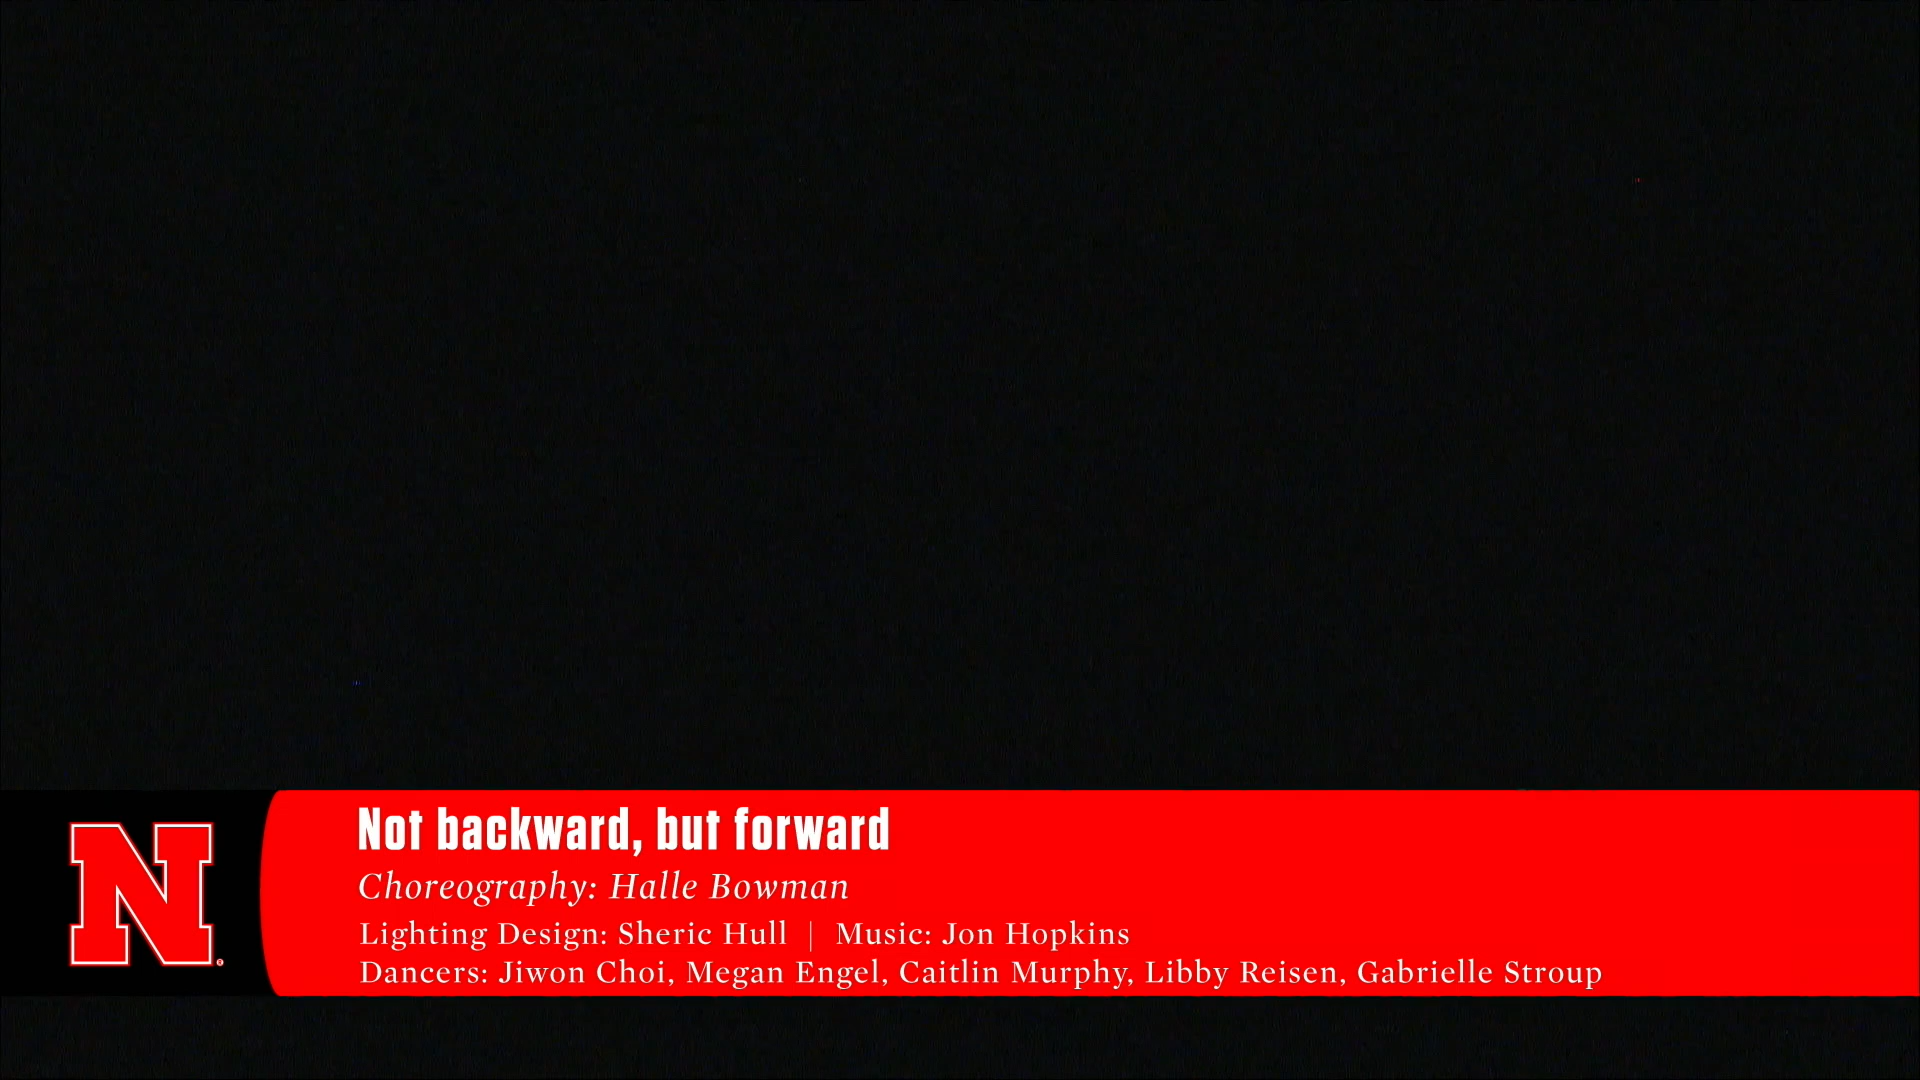 N
Not backward, but forward
Choreography: Halle Bowman
Lighting Design: Sheric Hull | Music: Jon Hopkins
Dancers: Jiwon Choi, Megan Engel, Caitlin Murphy, Libby Reisen, Gabrielle Stroup